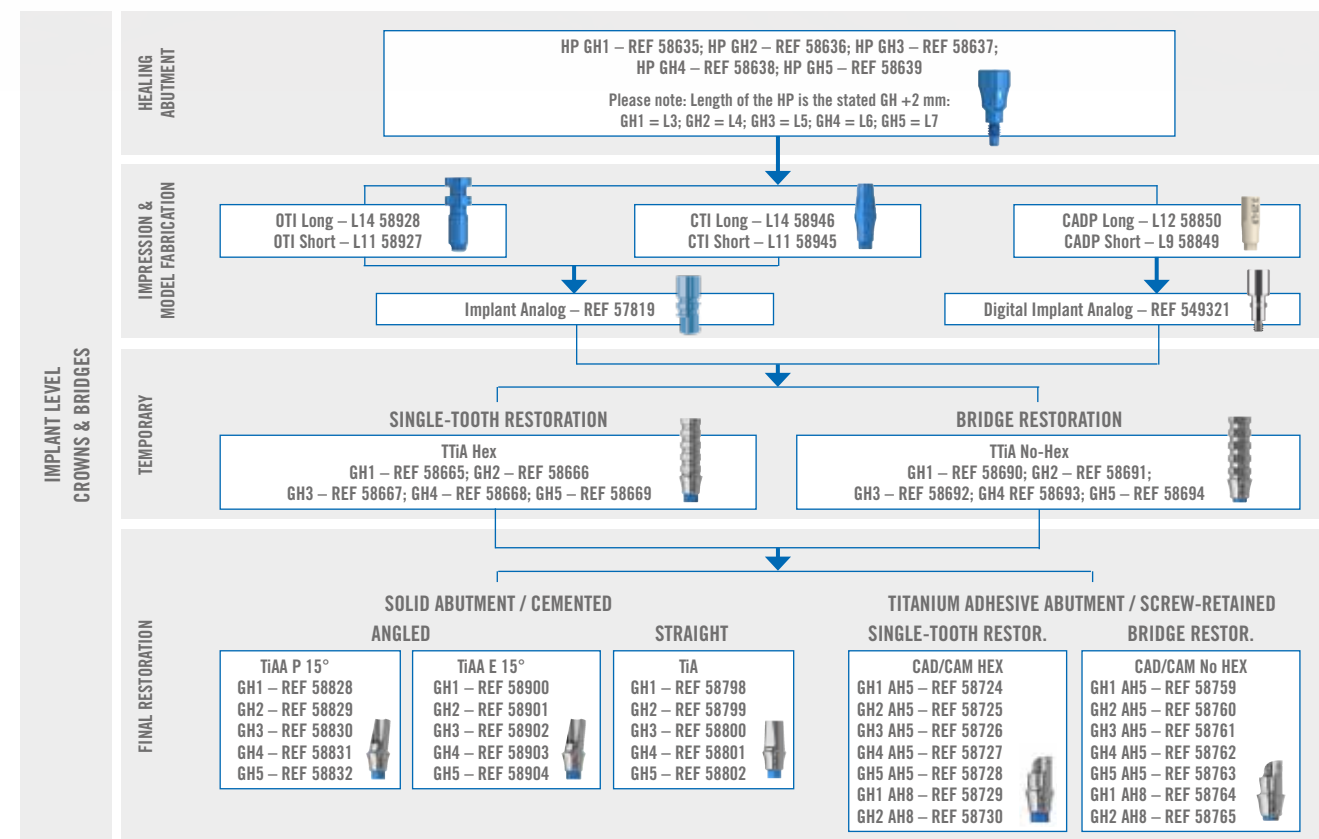 IMPLANT LEVEL
CROWNS & BRIDGES
HEALING
ABUTMENT
HP GH1 – REF 58635; HP GH2 – REF 58636; HP GH3 – REF 58637;
HP GH4 – REF 58638; HP GH5 – REF 58639
Please note: Length of the HP is the stated GH +2 mm:
GH1 = L3; GH2 = L4; GH3 = L5; GH4 = L6; GH5 = L7
IMPRESSION &
MODEL FABRICATION
OTI Long – L14 58928
OTI Short – L11 58927
CTI Long – L14 58946
CTI Short – L11 58945
CADP Long – L12 58850
CADP Short – L9 58849
Implant Analog – REF 57819
Digital Implant Analog – REF 549321
TEMPORARY
SINGLE-TOOTH RESTORATION
TTiA Hex
GH1 – REF 58665; GH2 – REF 58666
GH3 – REF 58667; GH4 – REF 58668; GH5 – REF 58669
BRIDGE RESTORATION
TTiA No-Hex
GH1 – REF 58690; GH2 – REF 58691;
GH3 – REF 58692; GH4 REF 58693; GH5 – REF 58694
FINAL RESTORATION
SOLID ABUTMENT / CEMENTED
ANGLED
STRAIGHT
TiAA P 15°
GH1 – REF 58828
GH2 – REF 58829
GH3 – REF 58830
GH4 – REF 58831
GH5 – REF 58832
TiAA E 15°
GH1 – REF 58900
GH2 – REF 58901
GH3 – REF 58902
GH4 – REF 58903
GH5 – REF 58904
TiA
GH1 – REF 58798
GH2 – REF 58799
GH3 – REF 58800
GH4 – REF 58801
GH5 – REF 58802
TITANIUM ADHESIVE ABUTMENT / SCREW-RETAINED
SINGLE-TOOTH RESTOR.
BRIDGE RESTOR.
CAD/CAM HEX
GH1 AH5 – REF 58724
GH2 AH5 – REF 58725
GH3 AH5 – REF 58726
GH4 AH5 – REF 58727
GH5 AH5 – REF 58728
GH1 AH8 – REF 58729
GH2 AH8 – REF 58730
CAD/CAM No HEX
GH1 AH5 – REF 58759
GH2 AH5 – REF 58760
GH3 AH5 – REF 58761
GH4 AH5 – REF 58762
GH5 AH5 – REF 58763
GH1 AH8 – REF 58764
GH2 AH8 – REF 58765